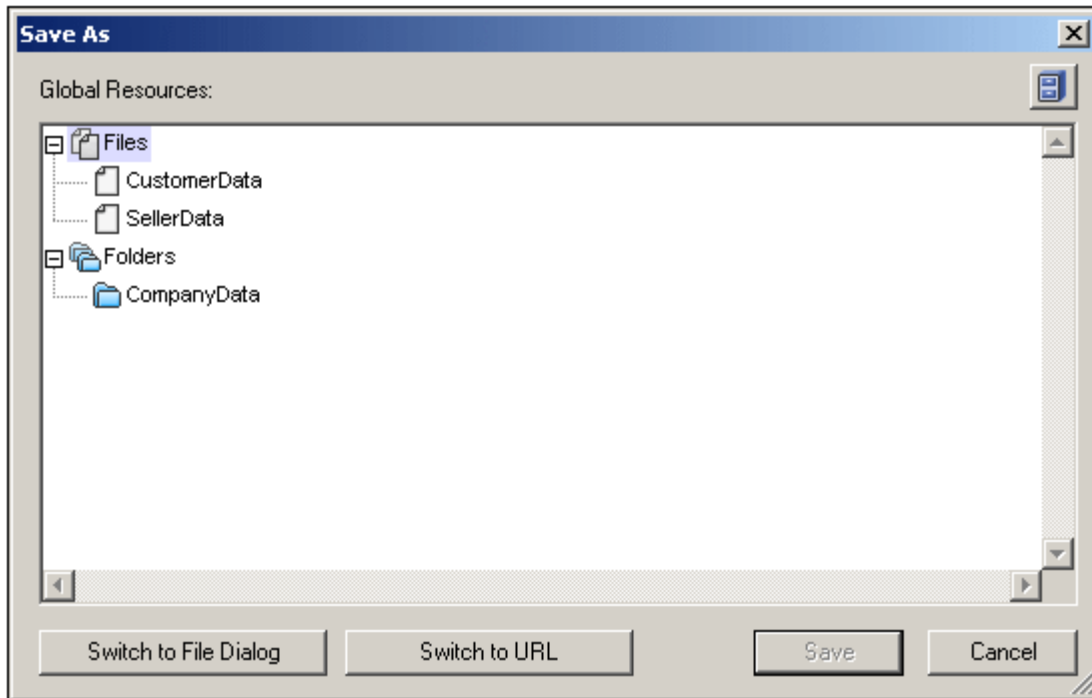 Save As
Global Resources:
Files
CustomerData
SellerData
Folders
CompanyData
Switch to File Dialog
Switch to URL
Save
Cancel